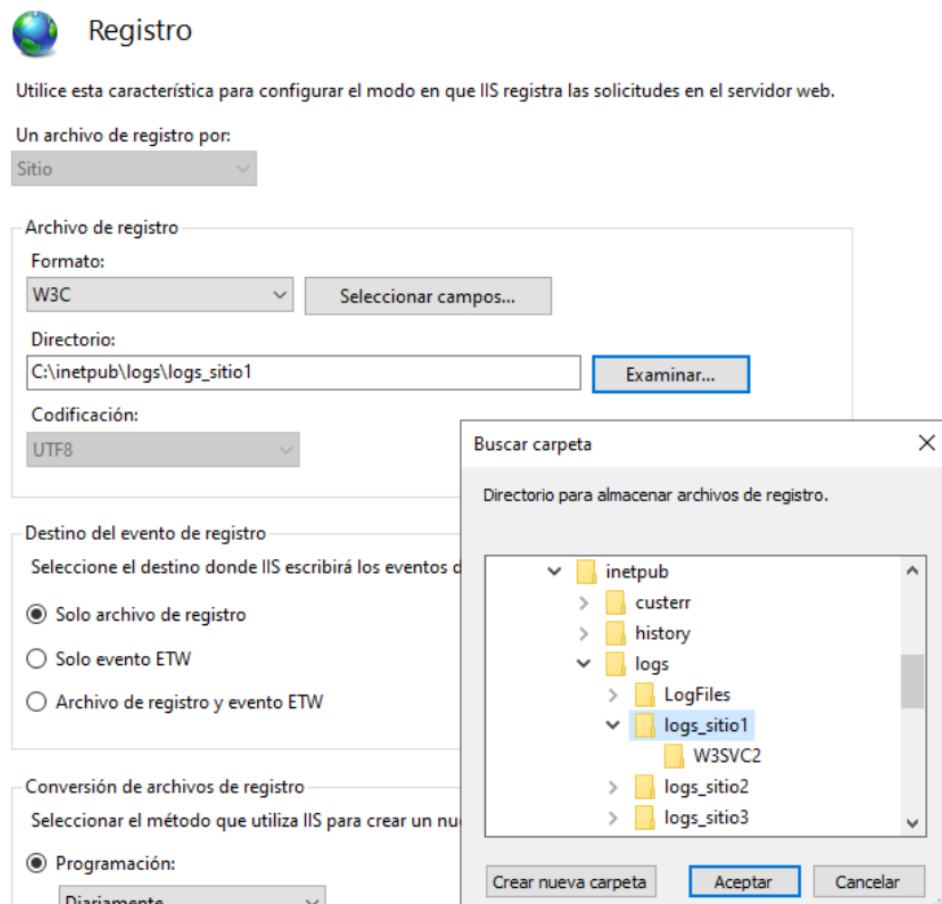 Registro
Utilice esta característica para configurar el modo en que IIS registra las solicitudes en el servidor web.
Un archivo de registro por:
Sitio
Archivo de registro
Formato:
W3C
Seleccionar campos...
Directorio:
C:\inetpub\logs\logs_sitio1
Examinar...
Codificación:
UTF8
Destino del evento de registro
Seleccione el destino donde IIS escribirá los eventos d
Solo archivo de registro
Solo evento ETW
Archivo de registro y evento ETW
Conversión de archivos de registro
Seleccionar el método que utiliza IIS para crear un nu
Programación:
Diariamente
Buscar carpeta
Directorio para almacenar archivos de registro.
inetpub
custerr
history
logs
LogFiles
logs_sitio1
W3SVC2
logs_sitio2
logs_sitio3
Crear nueva carpeta
Aceptar
Cancelar